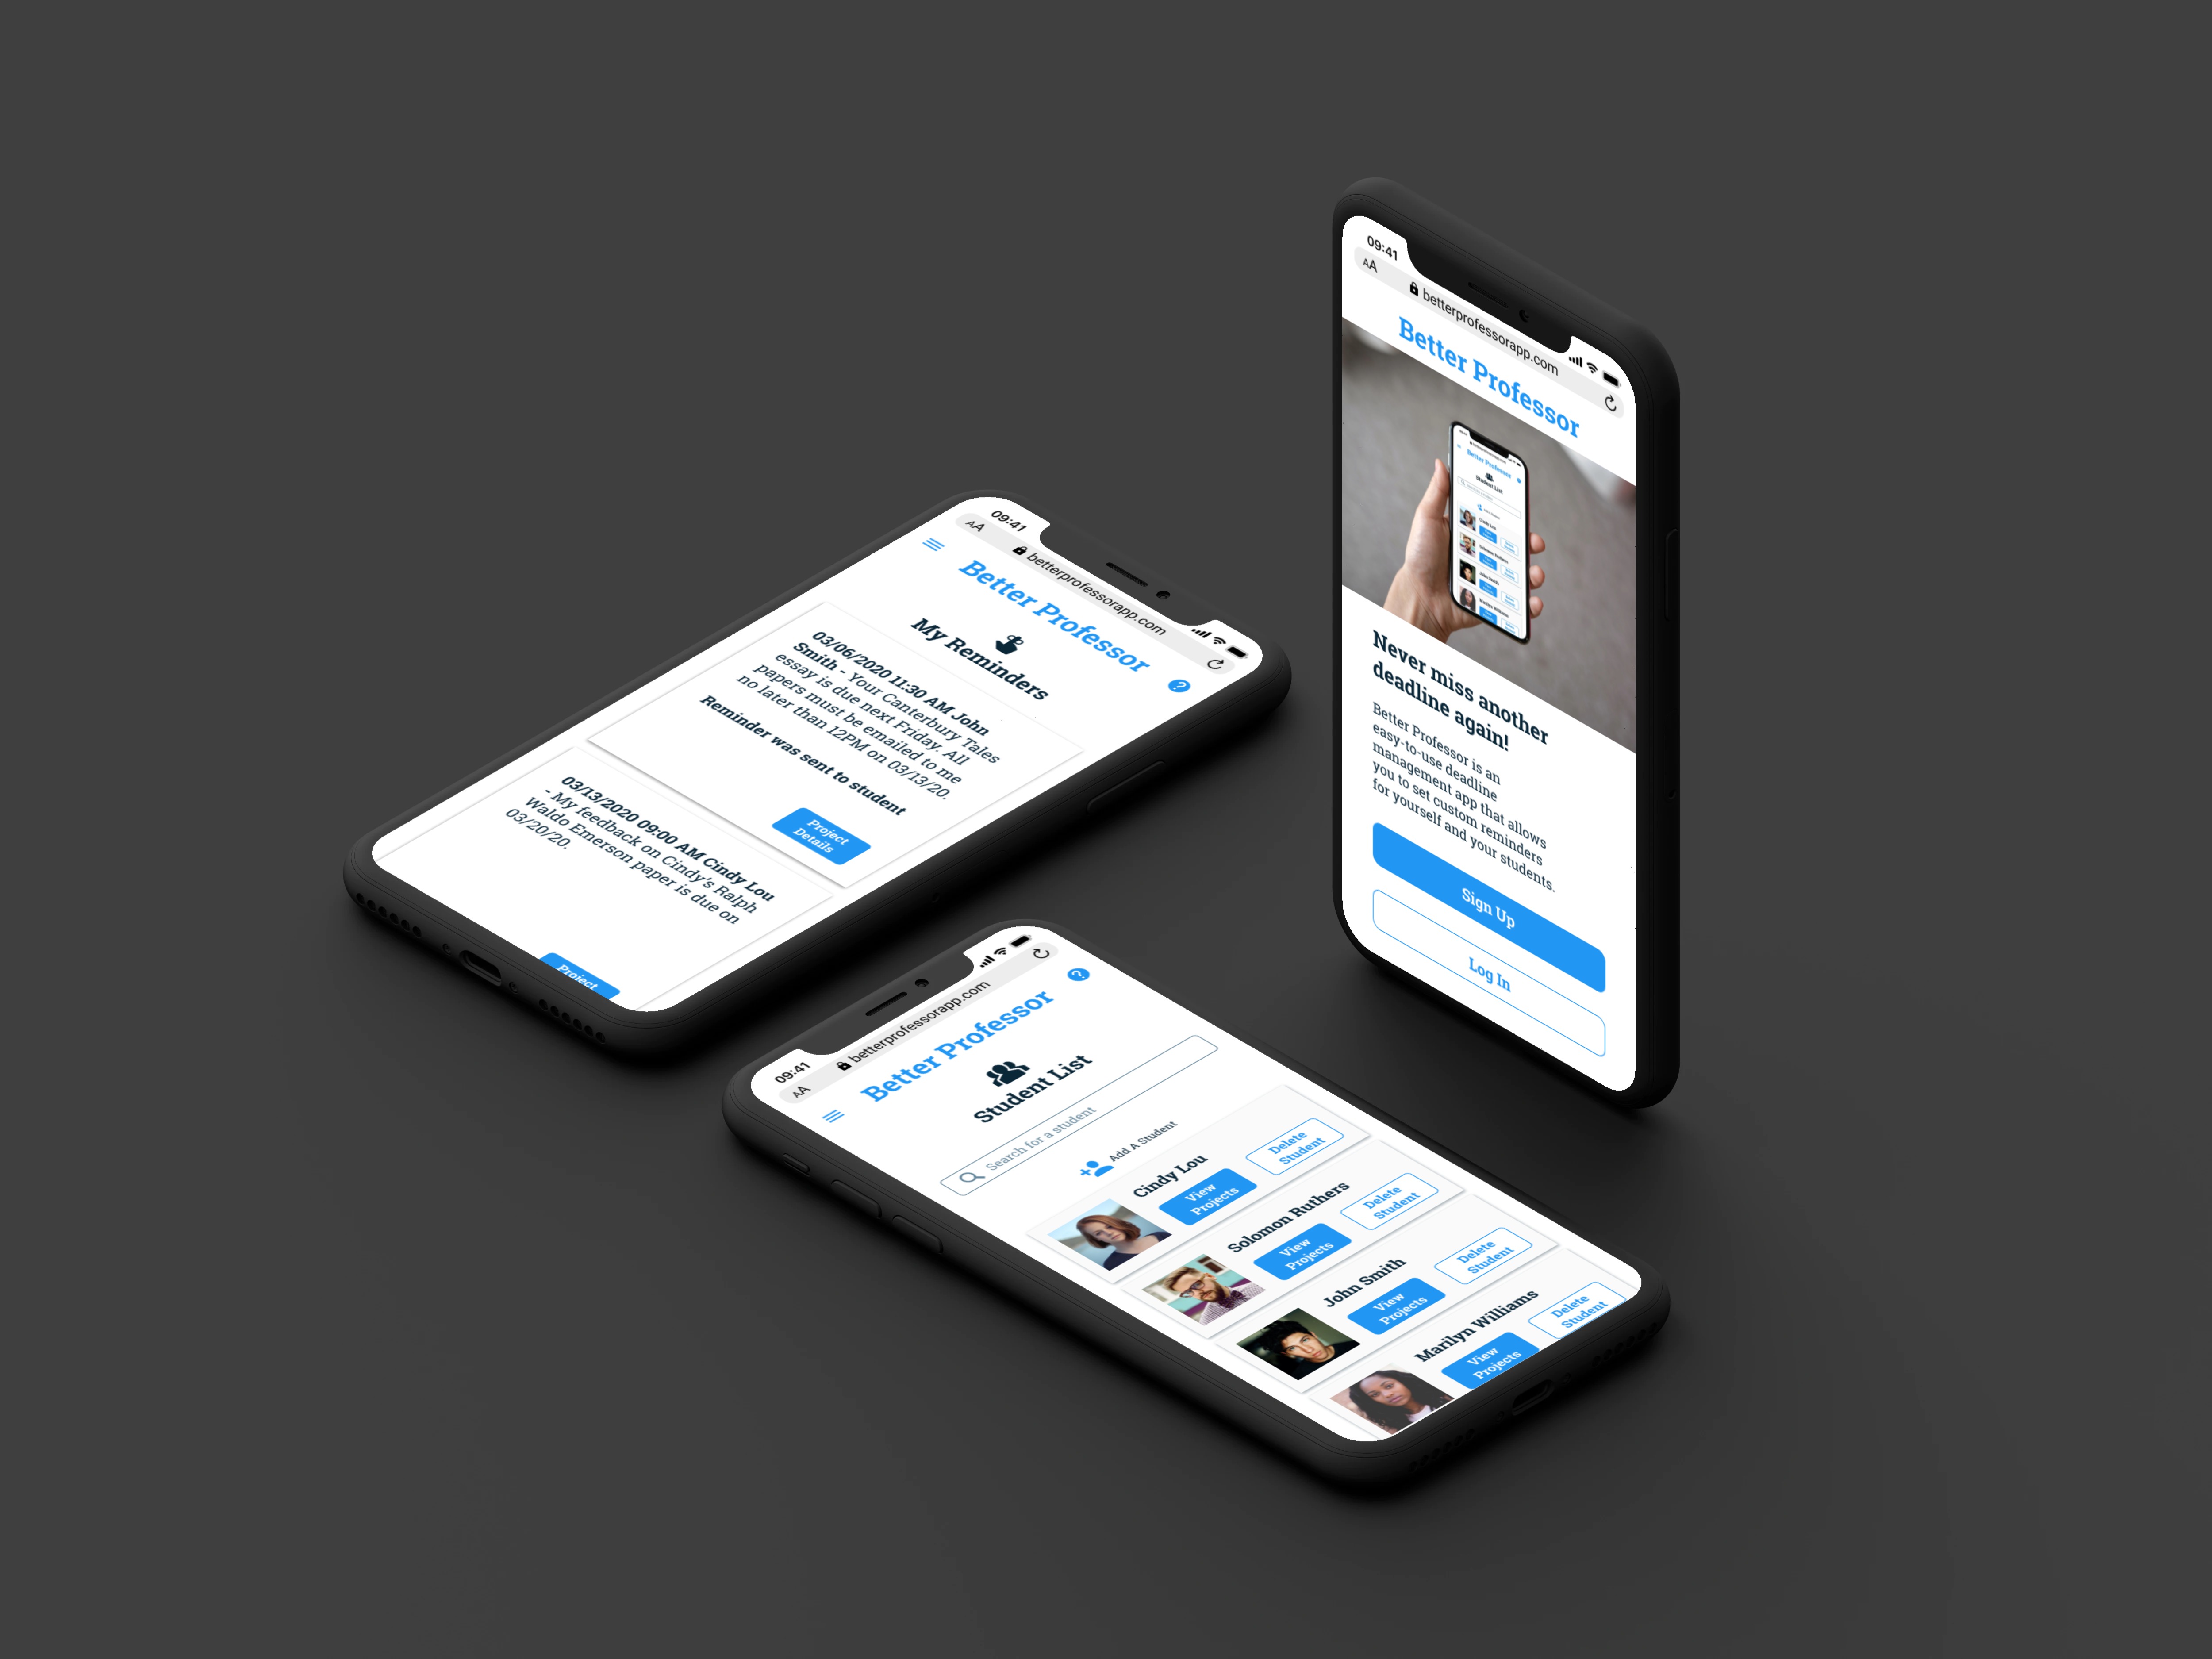 09:41
AA
betterprofessorapp.com
Better Professor
My Reminders
03/06/2020 11:30 AM John
Smith - Your Canterbury Tales
essay is due next Friday. All
papers must be emailed to me
no later than 12PM on 03/13/20.
Reminder was sent to student
Project
Details
03/13/2020 09:00 AM Cindy Lou
- My feedback on Cindy's Ralph
Waldo Emerson paper is due on
03/20/20.
Project
09:41
AA
betterprofessorapp.com
?
Better Professor
Student List
Search for a student
Add A Student
Cindy Lou
View
Projects
Delete
Student
Solomon Ruthers
View
Projects
Delete
Student
John Smith
View
Projects
Delete
Student
Marilyn Williams
View
Projects
Delete
Student
09:41
AA
betterprofessorapp.com
Better Professor
Better Professor
Student List
Never miss another
deadline again!
Better Professor is an
easy-to-use deadline
management app that allows
you to set custom reminders
for yourself and your students.
Sign Up
Log In